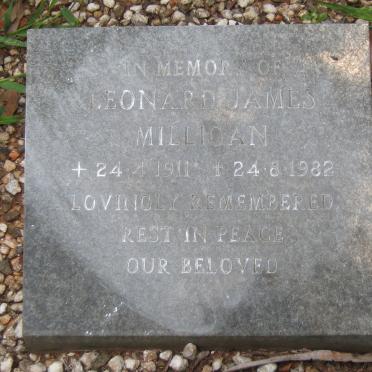 IN MEMORY OF
LEONARD JAMES
MILLIGAN
+ 24·4·1911 + 24·8·1982
LOVINGLY REMEMBERED
REST IN PEACE
OUR BELOVED